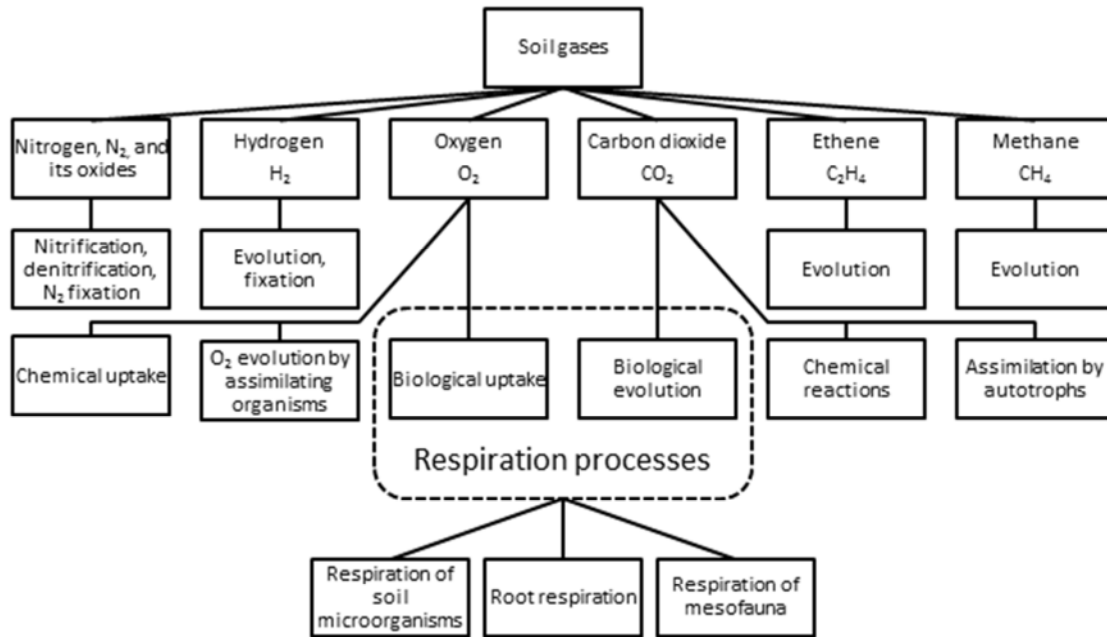 Soil gases
Nitrogen, N₂, and
its oxides
Hydrogen
H₂
Oxygen
O₂
Carbon dioxide
CO₂
Ethene
C₂H₄
Methane
CH₄
Nitrification,
denitrification,
N₂ fixation
Evolution,
fixation
Evolution
Evolution
Chemical uptake
O₂ evolution by
assimilating
organisms
Biological uptake
Biological
evolution
Chemical
reactions
Assimilation by
autotrophs
Respiration processes
Respiration of
soil
microorganisms
Root respiration
Respiration of
mesofauna